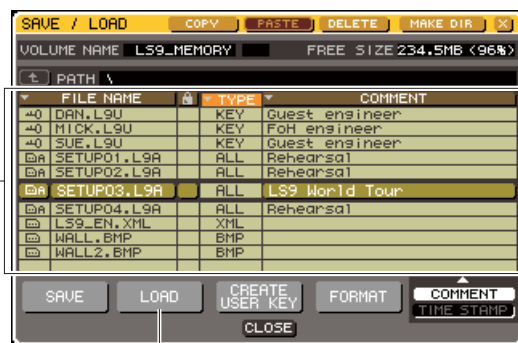 SAVE / LOAD COPY PASTE DELETE MAKE DIR X
VOLUME NAME LS9_MEMORY FREE SIZE 234.5MB (96%)
PATH \
FILE NAME TYPE COMMENT
DAN.L9U KEY Guest engineer
MICK.L9U KEY FoH engineer
SUE.L9U KEY Guest engineer
SETUP01.L9A ALL Rehearsal
SETUP02.L9A ALL Rehearsal
SETUP03.L9A ALL LS9 World Tour
SETUP04.L9A ALL Rehearsal
LS9_EN.XML XML
WALL.BMP BMP
WALL2.BMP BMP
SAVE LOAD CREATE USER KEY FORMAT COMMENT
TIME STAMP
CLOSE